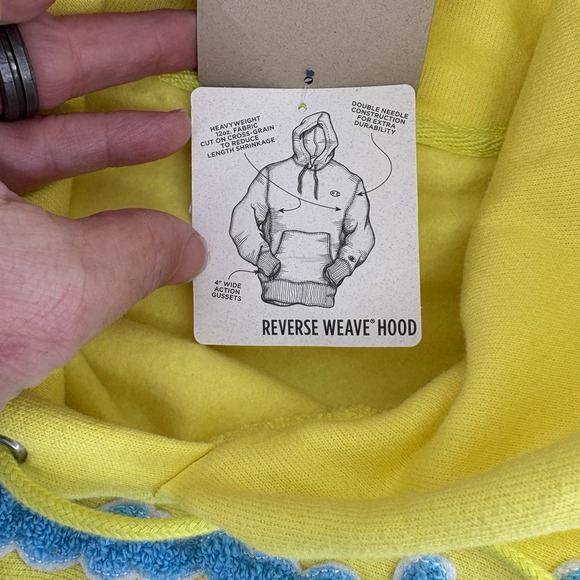 HEAVYWEIGHT
12oz. FABRIC
CUT ON CROSS-GRAIN
TO REDUCE
LENGTH SHRINKAGE
DOUBLE NEEDLE
CONSTRUCTION
FOR EXTRA
DURABILITY
4" WIDE
ACTION
GUSSETS
REVERSE WEAVE® HOOD